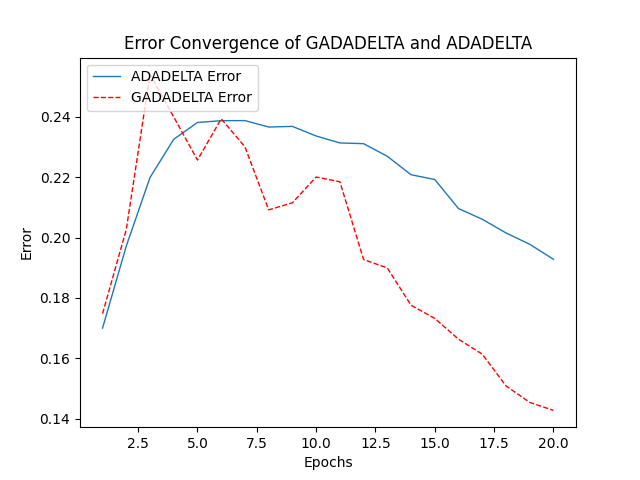 Error Convergence of GADADELTA and ADADELTA
ADADELTA Error
GADADELTA Error
0.24
0.22
0.20
0.18
0.16
0.14
Error
2.5 5.0 7.5 10.0 12.5 15.0 17.5 20.0
Epochs